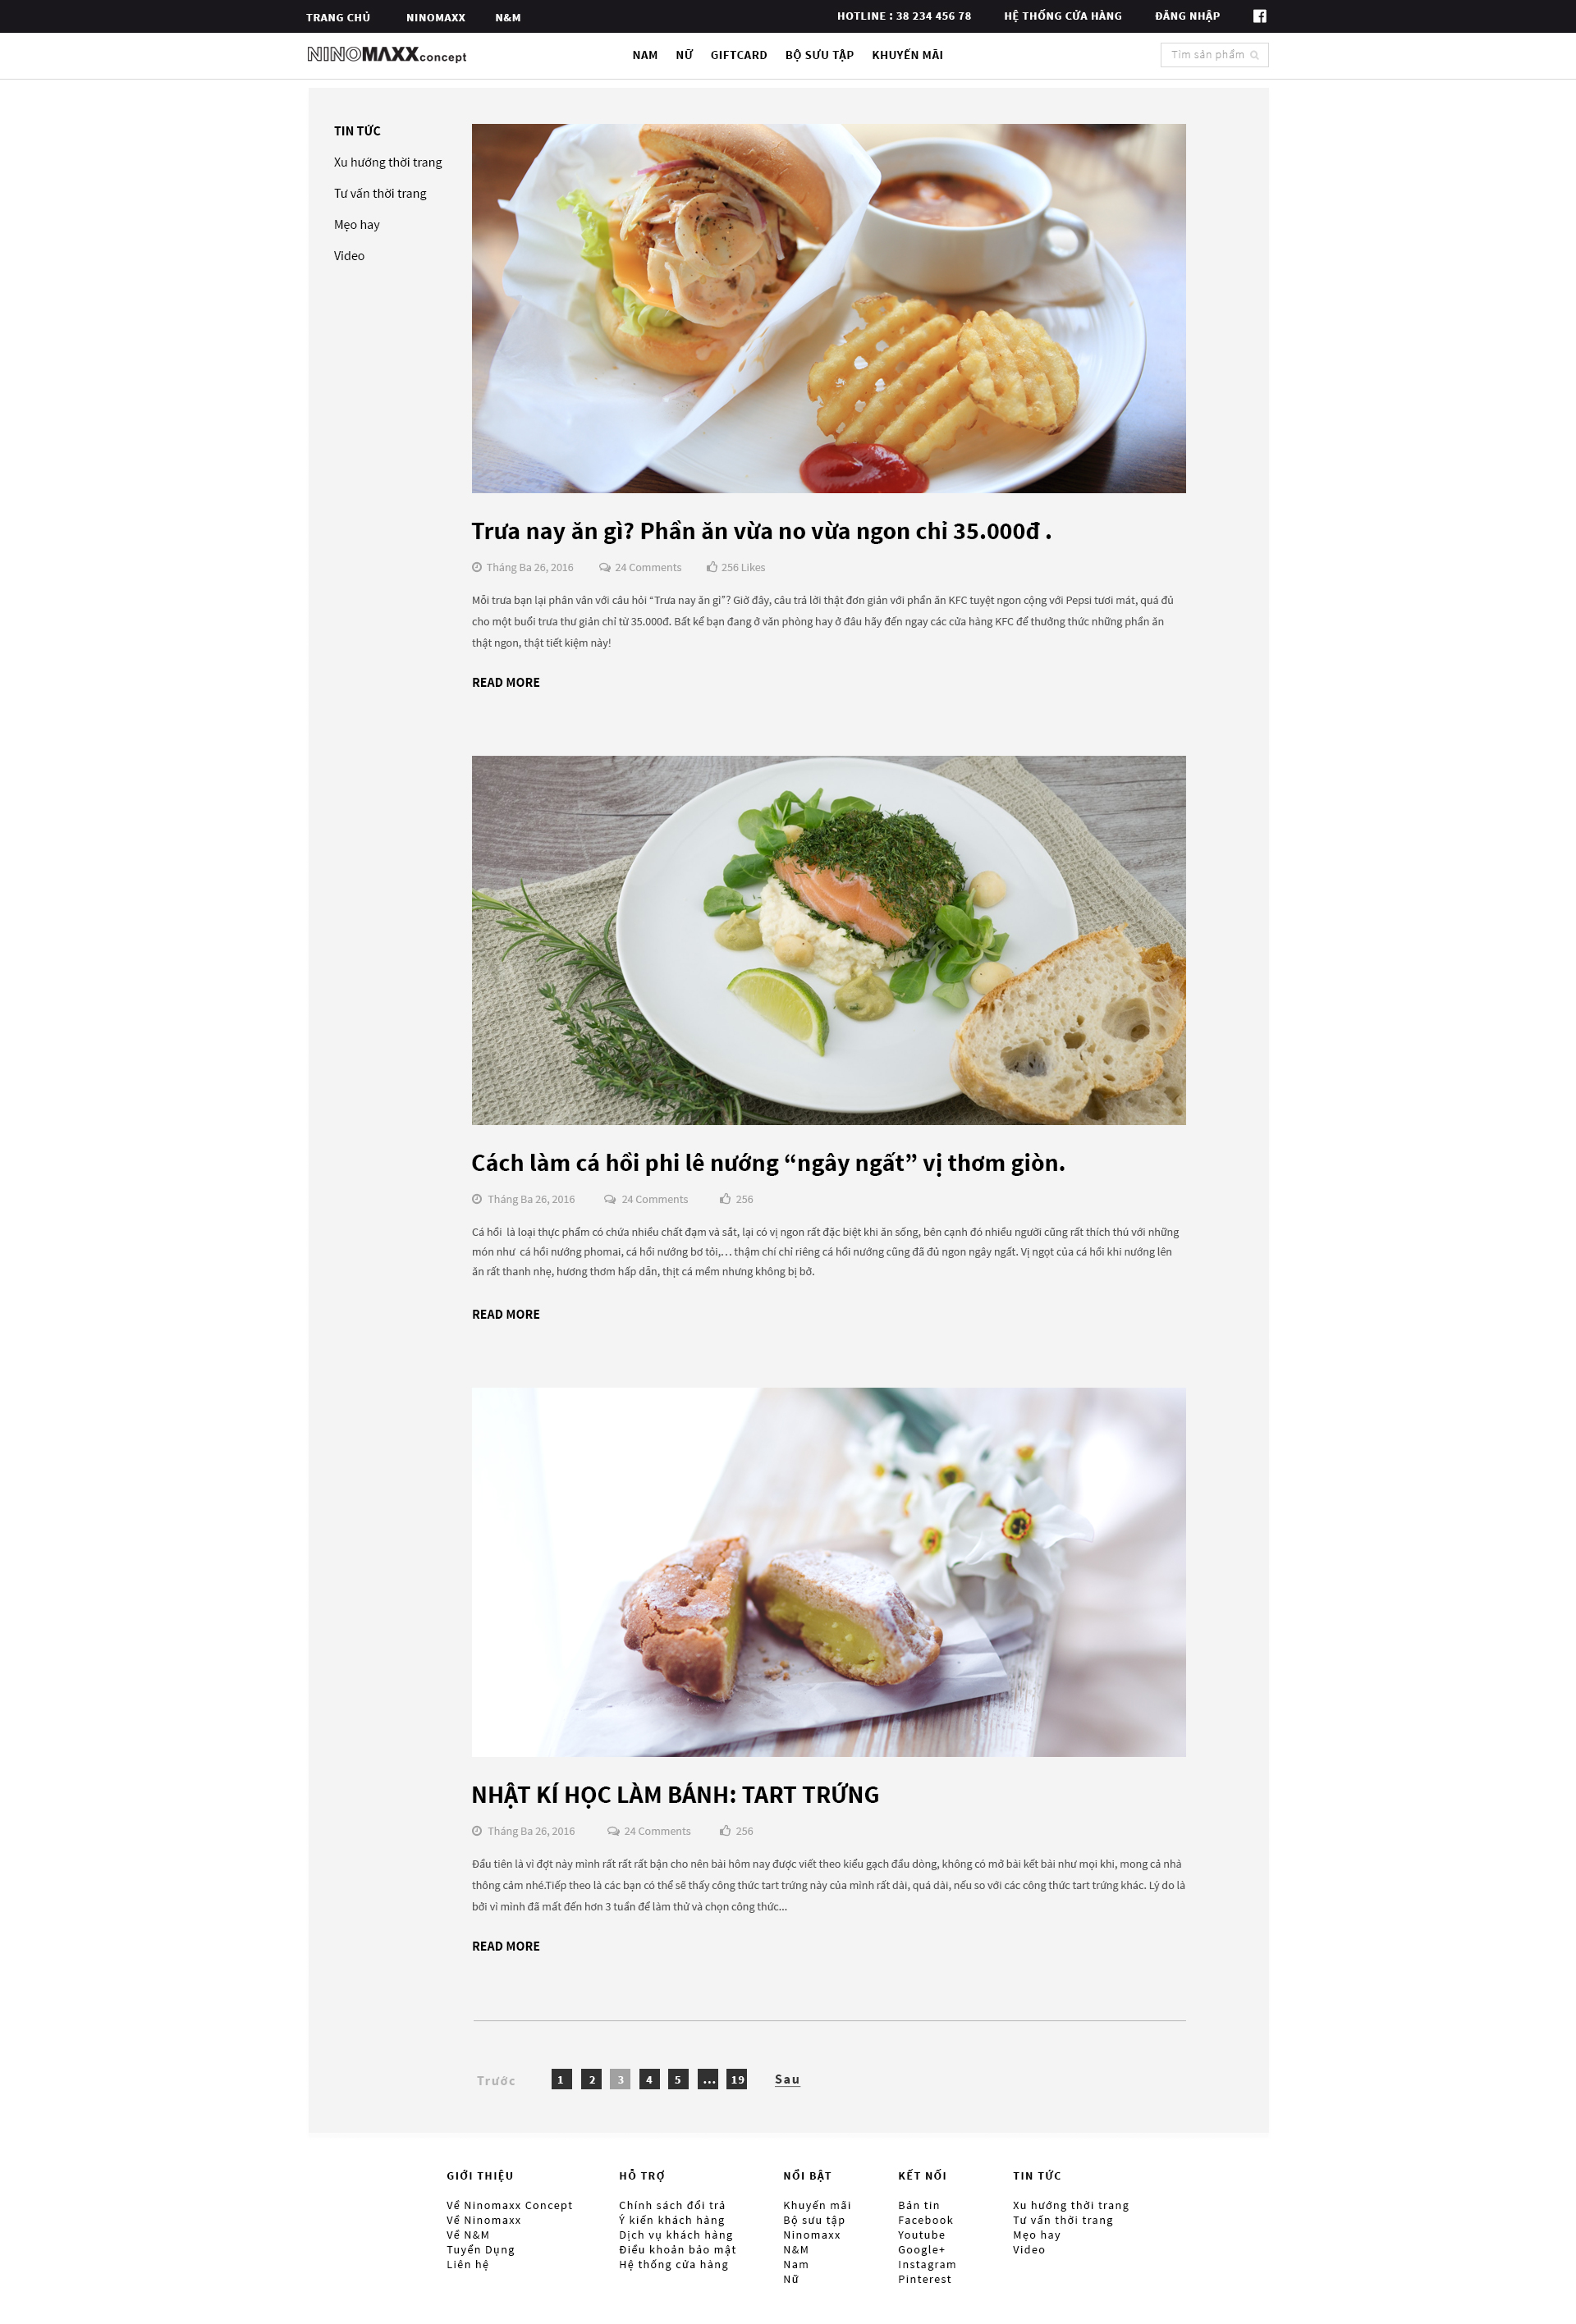 TRANG CHỦ NINOMAXX N&M HOTLINE : 38 234 456 78 HỆ THỐNG CỬA HÀNG ĐĂNG NHẬP
NINOMAXX concept NAM NỮ GIFTCARD BỘ SƯU TẬP KHUYẾN MÃI Tìm sản phẩm
TIN TỨC
Xu hướng thời trang
Tư vấn thời trang
Mẹo hay
Video
Trưa nay ăn gì? Phần ăn vừa no vừa ngon chỉ 35.000đ .
Tháng Ba 26, 2016 24 Comments 256 Likes
Mỗi trưa bạn lại phân vân với câu hỏi “Trưa nay ăn gì”? Giờ đây, câu trả lời thật đơn giản với phần ăn KFC tuyệt ngon cộng với Pepsi tươi mát, quá đủ
cho một buổi trưa thư giản chỉ từ 35.000đ. Bất kể bạn đang ở văn phòng hay ở đâu hãy đến ngay các cửa hàng KFC để thưởng thức những phần ăn
thật ngon, thật tiết kiệm này!
READ MORE
Cách làm cá hồi phi lê nướng “ngây ngất” vị thơm giòn.
Tháng Ba 26, 2016 24 Comments 256
Cá hồi là loại thực phẩm có chứa nhiều chất đạm và sắt, lại có vị ngon rất đặc biệt khi ăn sống, bên cạnh đó nhiều người cũng rất thích thú với những
món như cá hồi nướng phomai, cá hồi nướng bơ tỏi,… thậm chí chỉ riêng cá hồi nướng cũng đã đủ ngon ngây ngất. Vị ngọt của cá hồi khi nướng lên
ăn rất thanh nhẹ, hương thơm hấp dẫn, thịt cá mềm nhưng không bị bở.
READ MORE
NHẬT KÍ HỌC LÀM BÁNH: TART TRỨNG
Tháng Ba 26, 2016 24 Comments 256
Đầu tiên là vì đợt này mình rất rất rất bận cho nên bài hôm nay được viết theo kiểu gạch đầu dòng, không có mở bài kết bài như mọi khi, mong cả nhà
thông cảm nhé.Tiếp theo là các bạn có thể sẽ thấy công thức tart trứng này của mình rất dài, quá dài, nếu so với các công thức tart trứng khác. Lý do là
bởi vì mình đã mất đến hơn 3 tuần để làm thử và chọn công thức...
READ MORE
Trước 1 2 3 4 5 ... 19 Sau
GIỚI THIỆU
Về Ninomaxx Concept
Về Ninomaxx
Về N&M
Tuyển Dụng
Liên hệ
HỖ TRỢ
Chính sách đổi trả
Ý kiến khách hàng
Dịch vụ khách hàng
Điều khoản bảo mật
Hệ thống cửa hàng
NỔI BẬT
Khuyến mãi
Bộ sưu tập
Ninomaxx
N&M
Nam
Nữ
KẾT NỐI
Bản tin
Facebook
Youtube
Google+
Instagram
Pinterest
TIN TỨC
Xu hướng thời trang
Tư vấn thời trang
Mẹo hay
Video